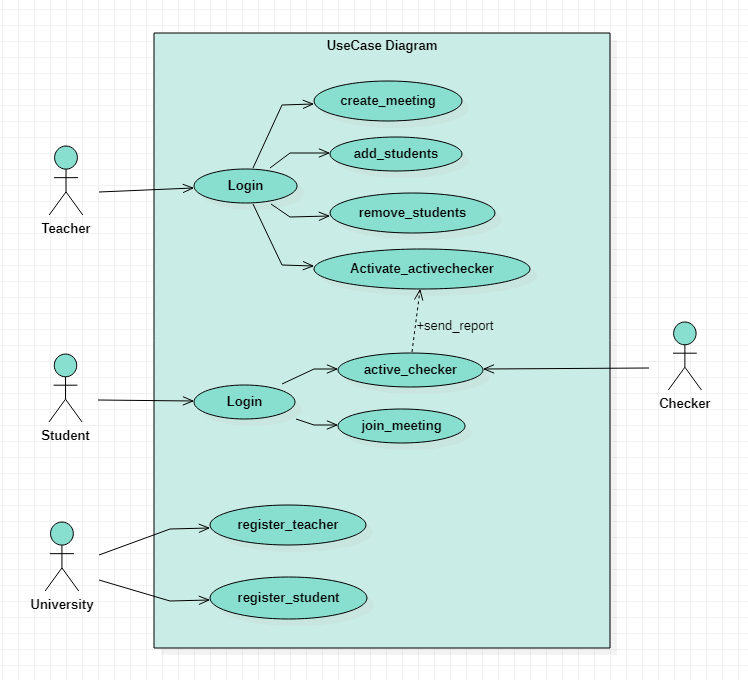 UseCase Diagram
create_meeting
add_students
Login
remove_students
Teacher
Activate_activechecker
+send_report
active_checker
Login
join_meeting
Student
Checker
register_teacher
register_student
University